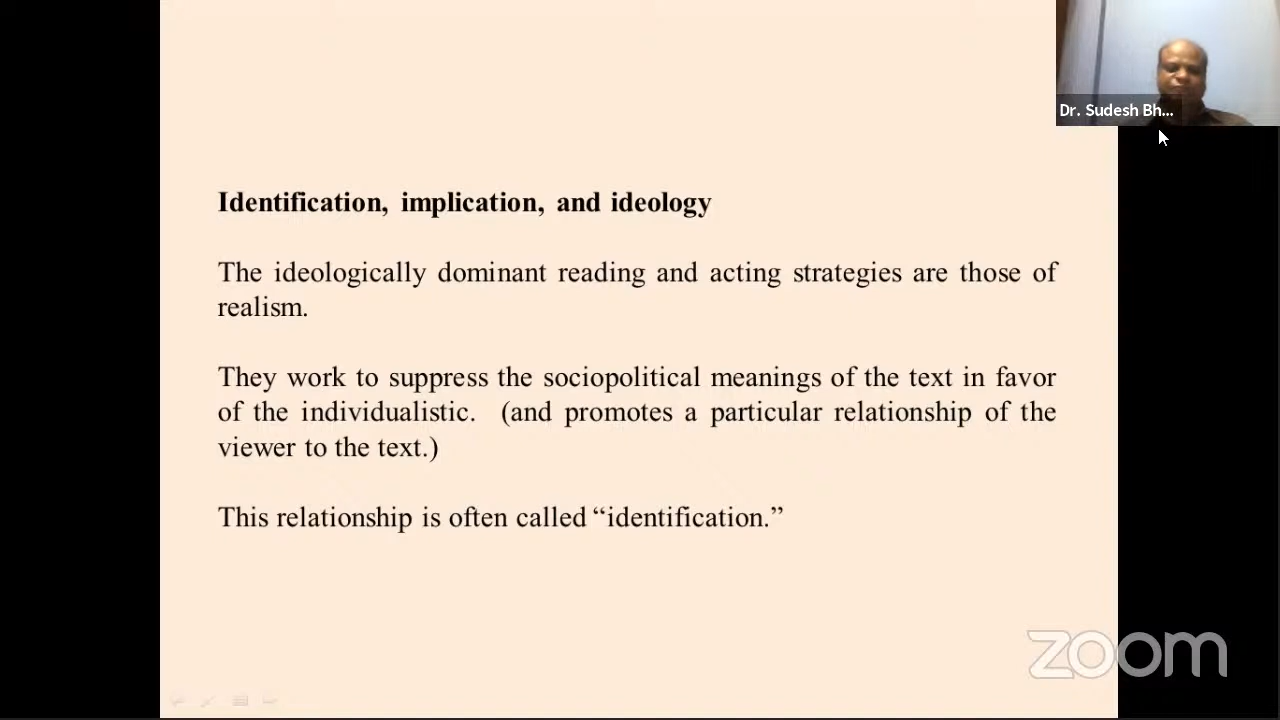 Dr. Sudesh Bh...
Identification, implication, and ideology
The ideologically dominant reading and acting strategies are those of
realism.
They work to suppress the sociopolitical meanings of the text in favor
of the individualistic. (and promotes a particular relationship of the
viewer to the text.)
This relationship is often called “identification.”
zoom